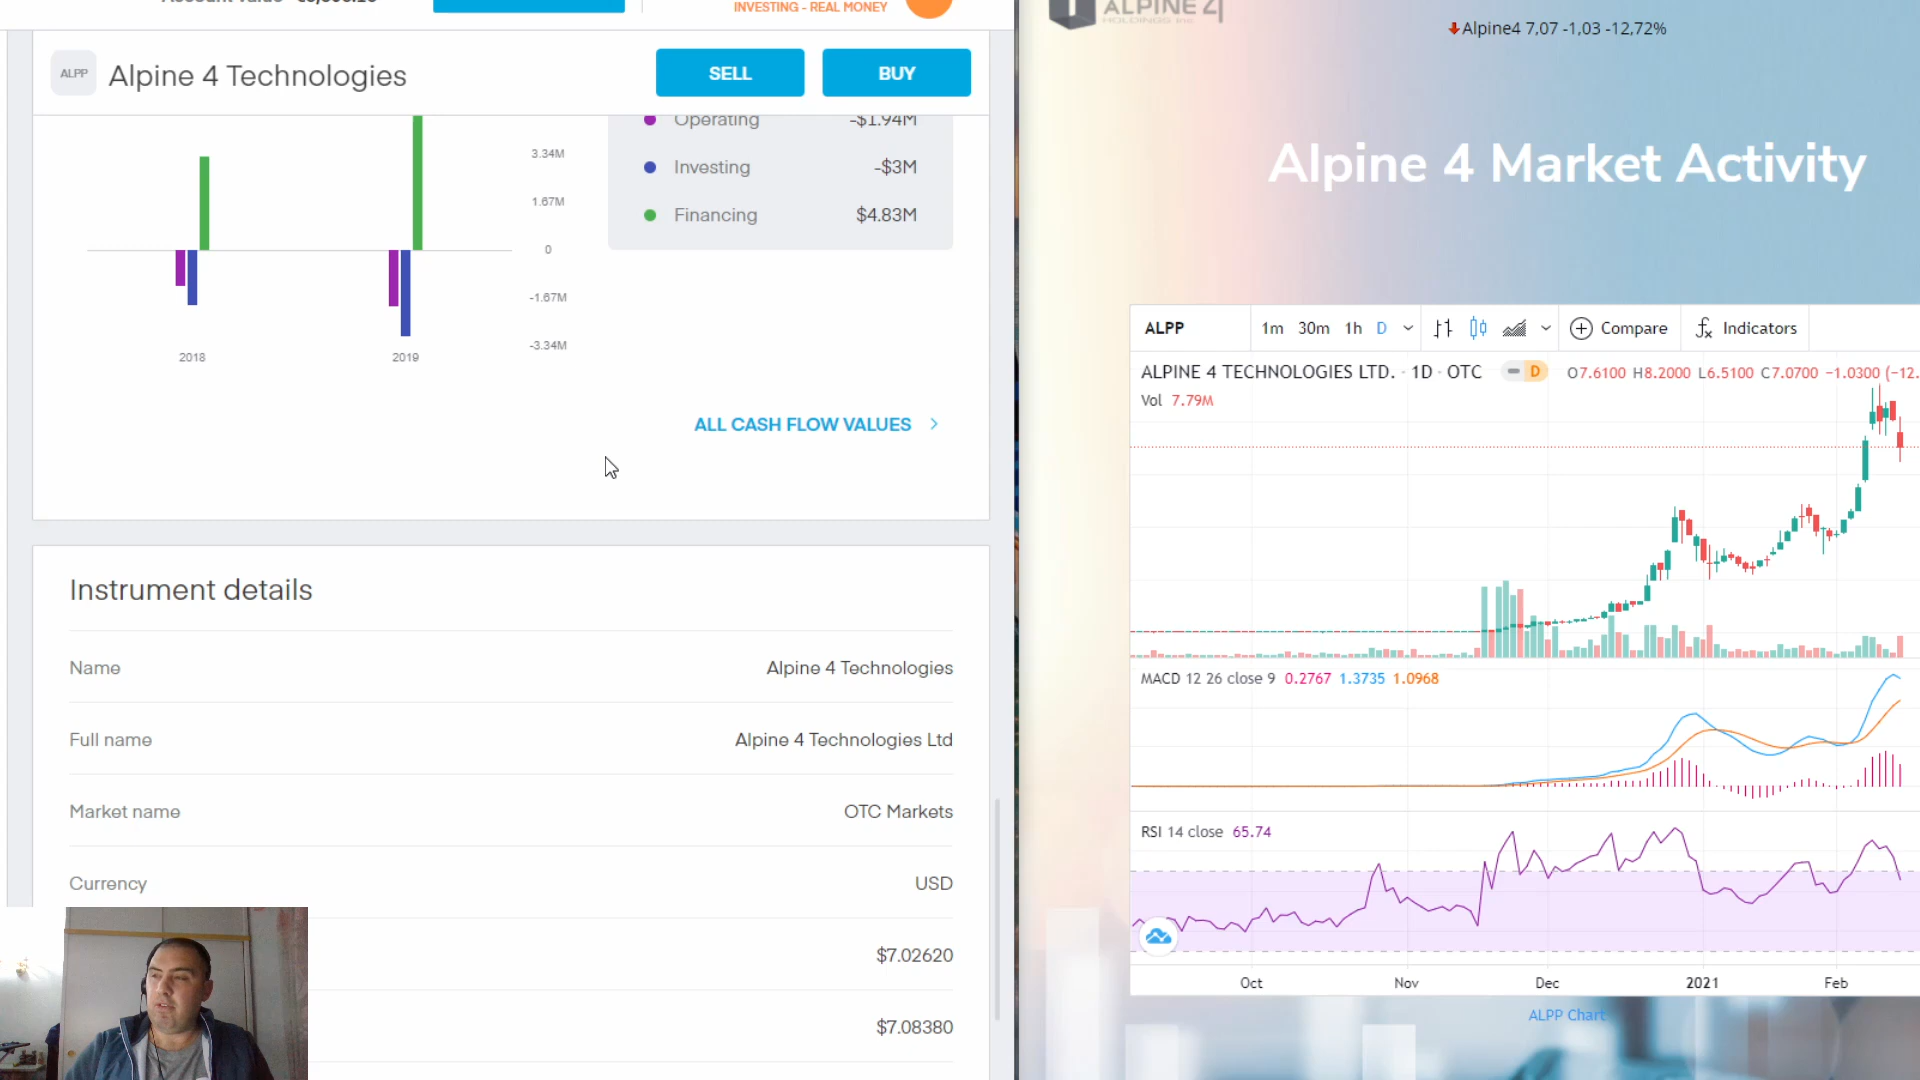 INVESTING - REAL MONEY
ALPP
Alpine 4 Technologies
SELL
BUY
Operating
-$1.94M
Investing
-$3M
Financing
$4.83M
3.34M
1.67M
0
-1.67M
-3.34M
2018
2019
ALL CASH FLOW VALUES
Instrument details
Name
Alpine 4 Technologies
Full name
Alpine 4 Technologies Ltd
Market name
OTC Markets
Currency
USD
$7.02620
$7.08380
ALPINE 4
HOLDINGS Inc.
Alpine4 7,07 -1,03 -12,72%
Alpine 4 Market Activity
ALPP
1m 30m 1h D
Compare
Indicators
ALPINE 4 TECHNOLOGIES LTD. · 1D · OTC
D
O7.6100 H8.2000 L6.5100 C7.0700 −1.0300 (−12.
Vol 7.79M
MACD 12 26 close 9 0.2767 1.3735 1.0968
RSI 14 close 65.74
Oct Nov Dec 2021 Feb
ALPP Chart